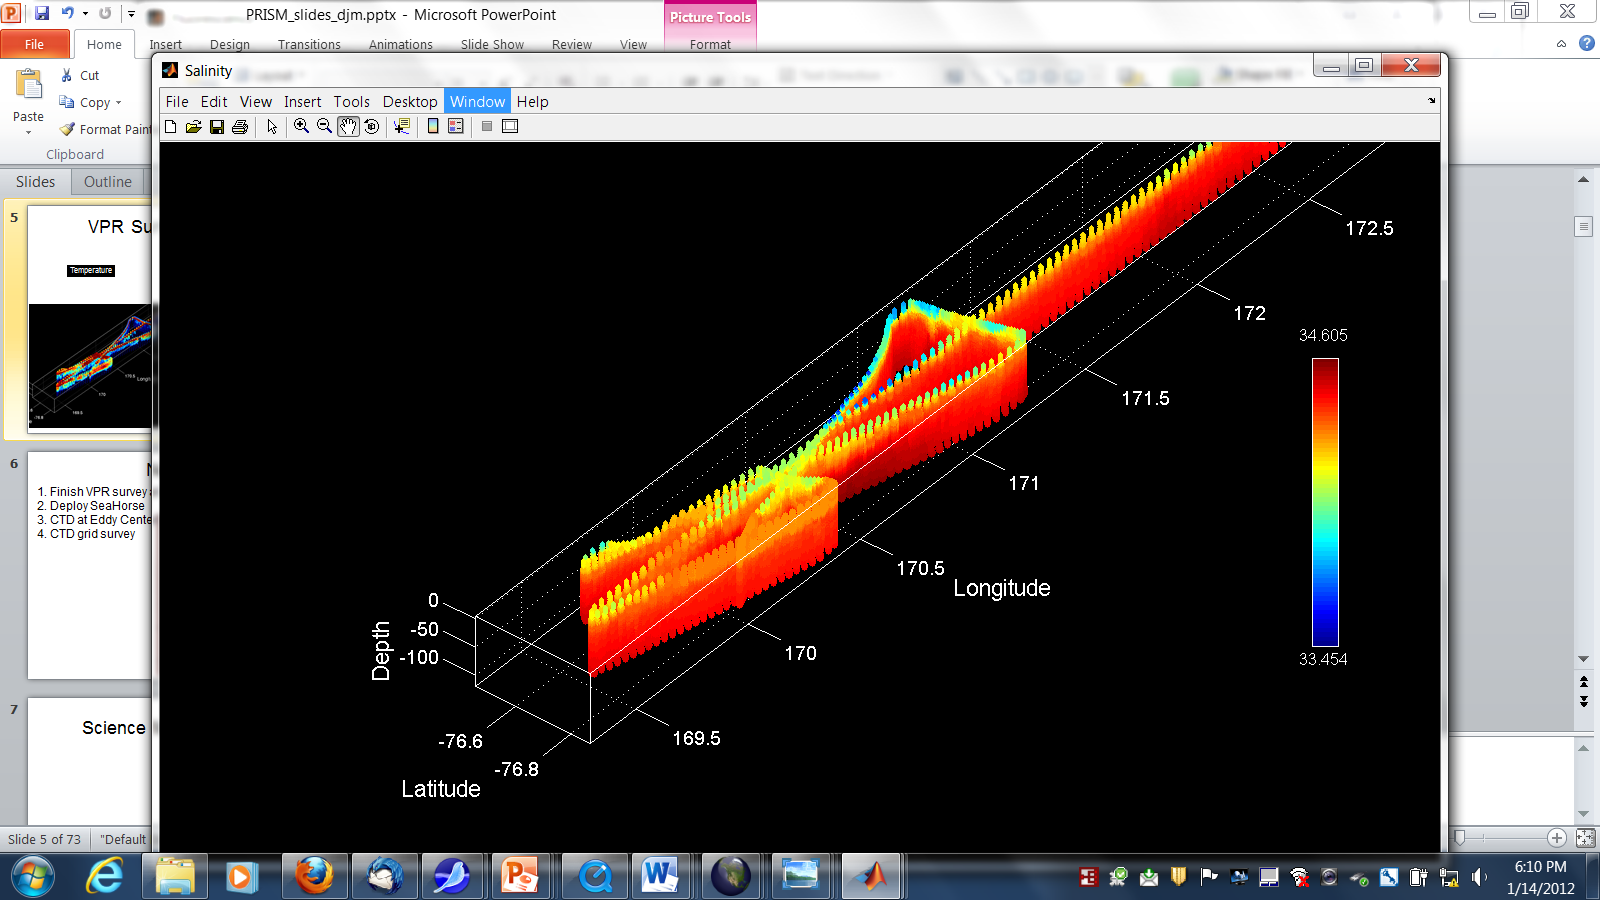 PRISM_slides_djm.pptx - Microsoft PowerPoint
Picture Tools
File Home Insert Design Transitions Animations Slide Show Review View Format
Paste
Cut
Copy
Format Paint
Clipboard
Slides Outline
5
VPR Su
Temperature
6
1. Finish VPR survey
2. Deploy SeaHorse
3. CTD at Eddy Cente
4. CTD grid survey
7
Science
Slide 5 of 73 "Default
Salinity
File Edit View Insert Tools Desktop Window Help
172.5
172
171.5
171
170.5
170
169.5
Longitude
0
-50
-100
Depth
-76.6
-76.8
Latitude
34.605
33.454
6:10 PM
1/14/2012